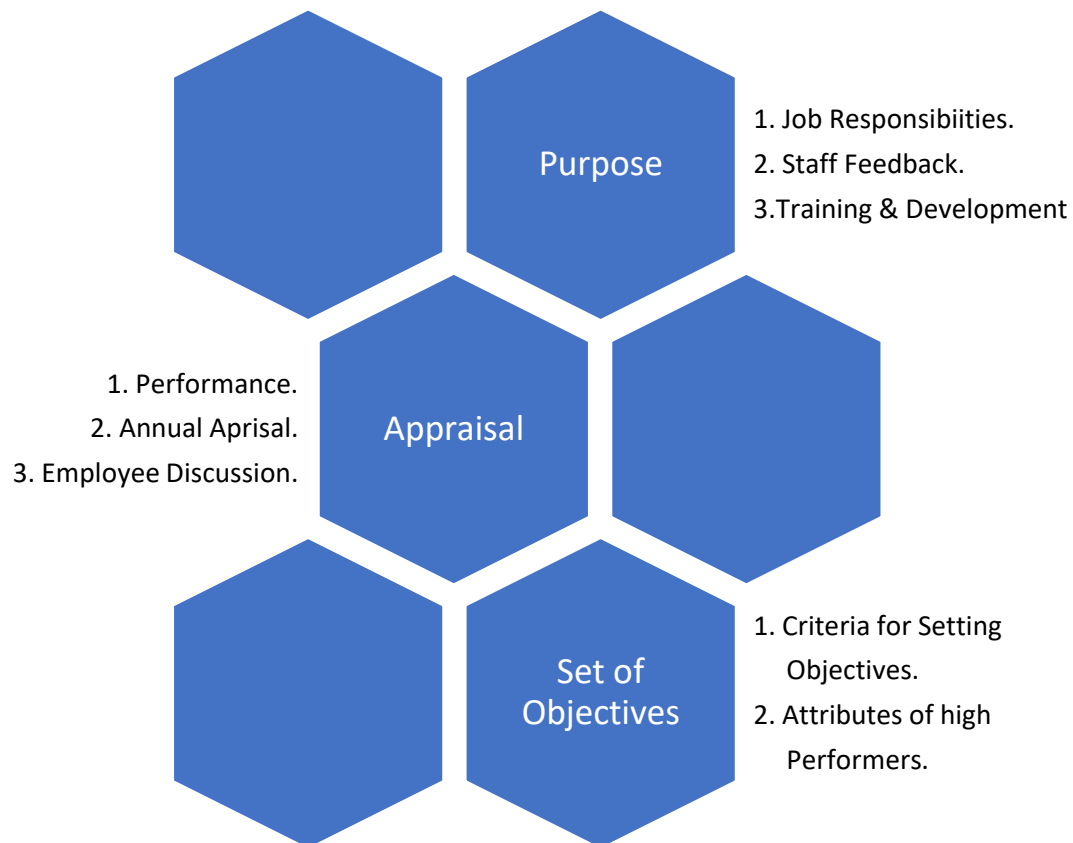 Purpose
1. Job Responsibiities.
2. Staff Feedback.
3.Training & Development
1. Performance.
2. Annual Aprisal.
3. Employee Discussion.
Appraisal
Set of
Objectives
1. Criteria for Setting
Objectives.
2. Attributes of high
Performers.